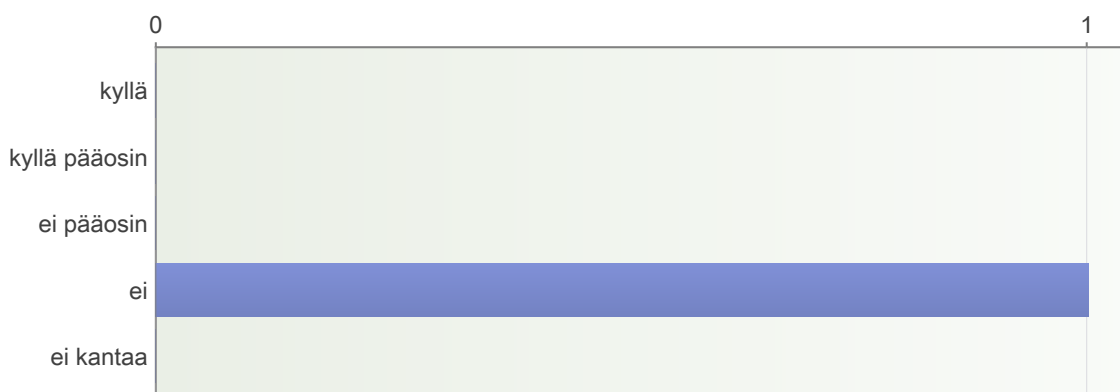 0 1
kyllä
kyllä pääosin
ei pääosin
ei
ei kantaa